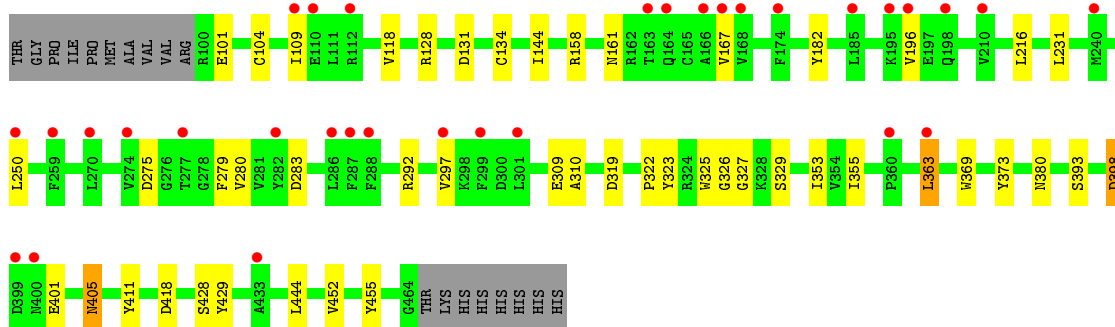 THR GLY PRO ILE PRO MET ALA VAL VAL ARG R100 E101 C104 I109 E110 L111 R112 V118 R128 D131 C134 I144 R158 N161 R162 T163 Q164 C165 A166 V167 V168 F174 Y182 L185 K195 V196 E197 Q198 V210 L216 L231 M240
L250 F259 L270 V274 D275 G276 T277 G278 F279 V280 V281 Y282 D283 L286 F287 F288 R292 V297 K298 F299 D300 L301 E309 A310 D319 P322 Y323 R324 W325 G326 G327 K328 S329 I353 V354 I355 P360 L363 W369 Y373 N380 S393 D398
D399 N400 E401 N405 Y411 D418 S428 Y429 A433 L444 V452 Y455 G464 THR LYS HIS HIS HIS HIS HIS HIS